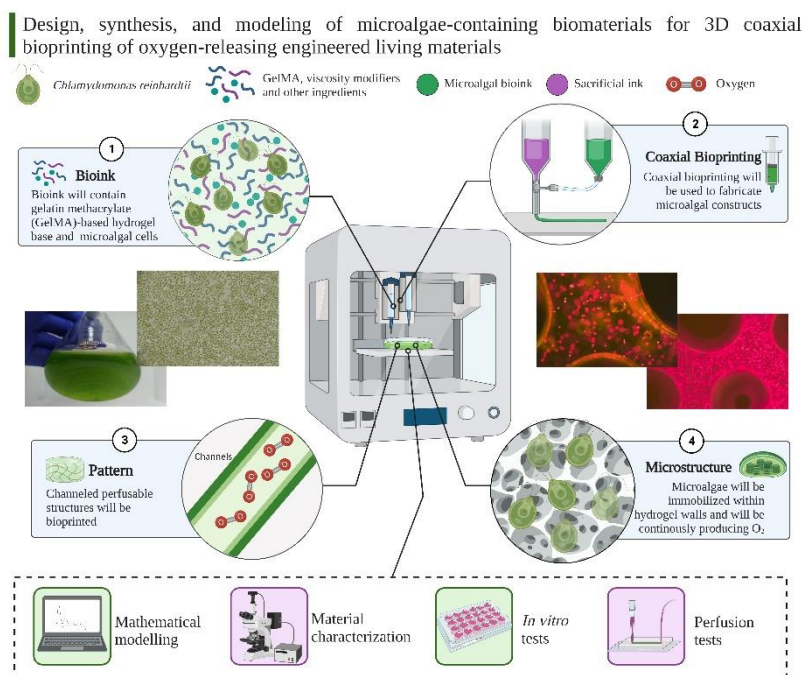 Design, synthesis, and modeling of microalgae-containing biomaterials for 3D coaxial
bioprinting of oxygen-releasing engineered living materials
Chlamydomonas reinhardtii
GelMA, viscosity modifiers
and other ingredients
Microalgal bioink
Sacrificial ink
Oxygen
1
Bioink
Bioink will contain
gelatin methacrylate
(GelMA)-based hydrogel
base and microalgal cells
2
Coaxial Bioprinting
Coaxial bioprinting will
be used to fabricate
microalgal constructs
3
Pattern
Channeled perfusable
structures will be
bioprinted
Channels
4
Microstructure
Microalgae will be
immobilized within
hydrogel walls and will be
continously producing O₂
Mathematical
modelling
Material
characterization
In vitro
tests
Perfusion
tests